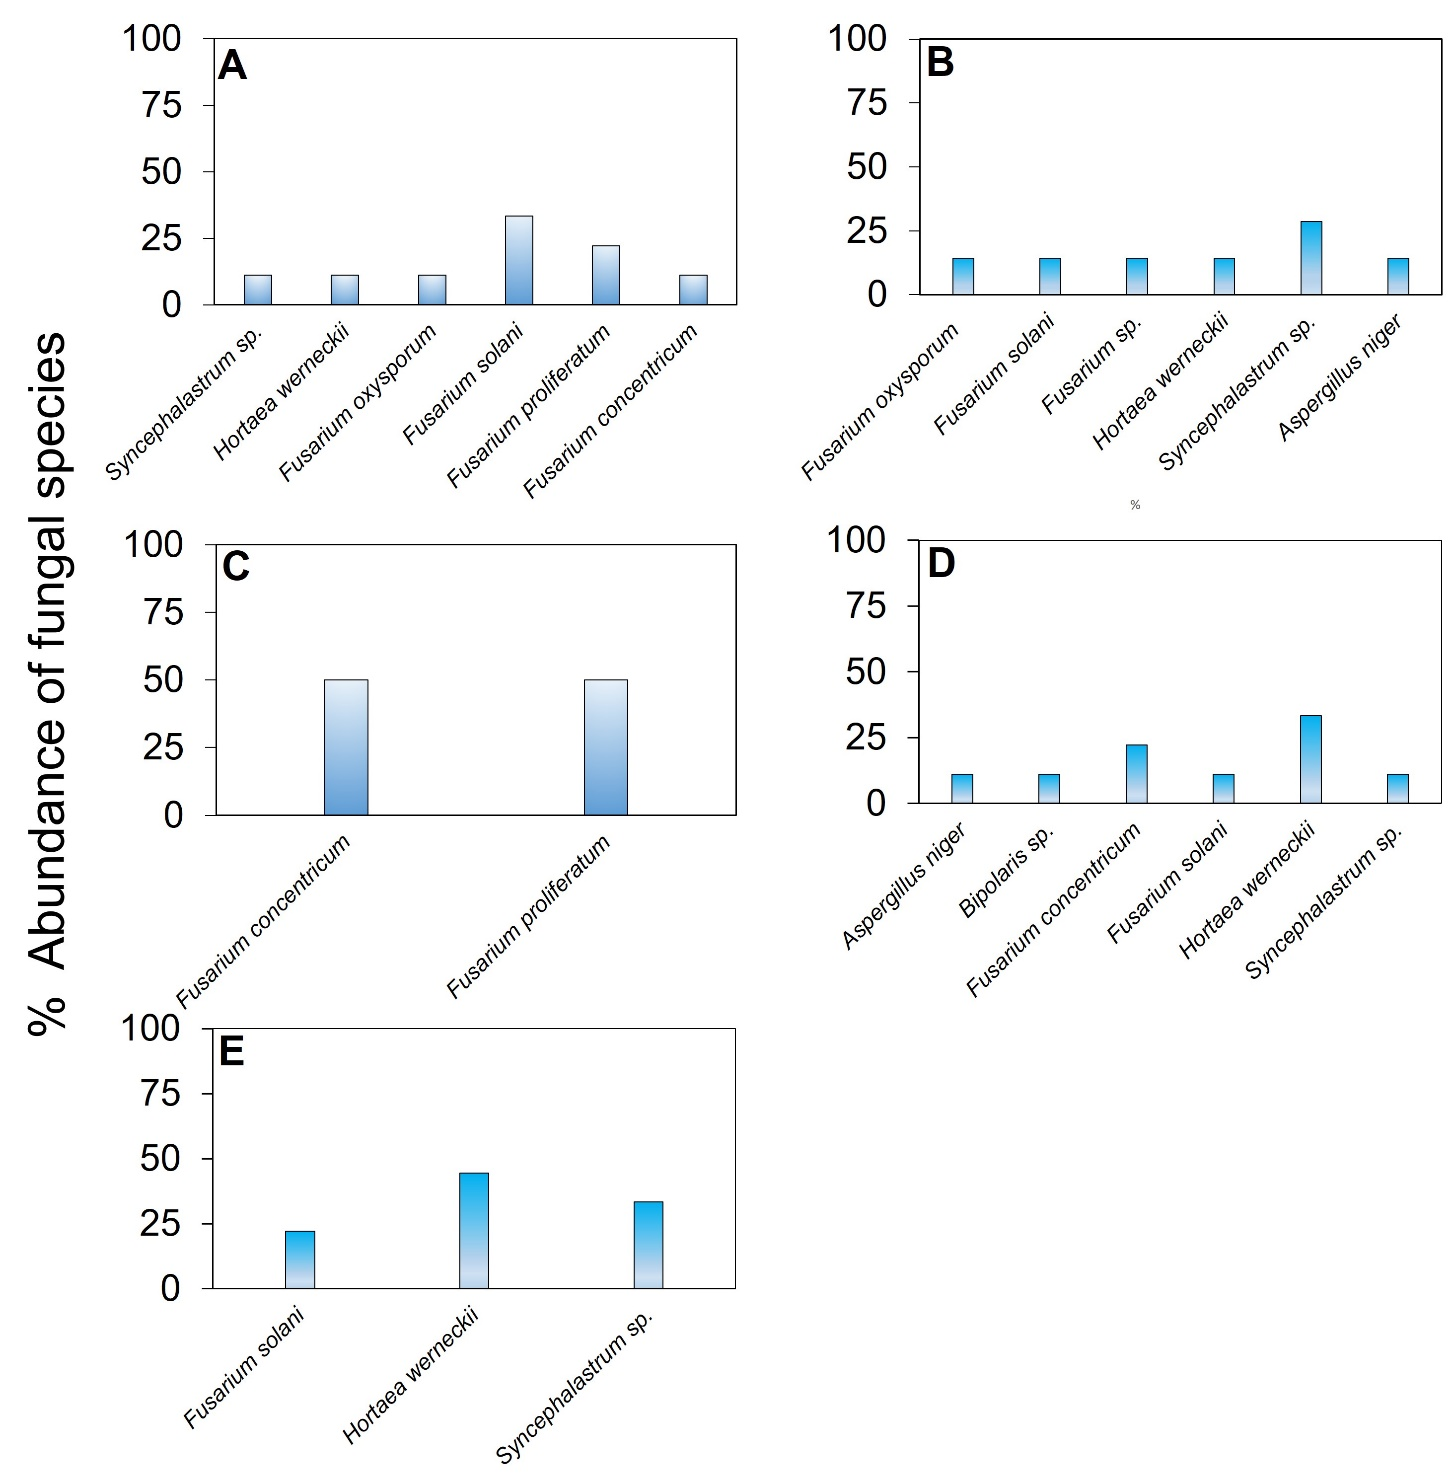 % Abundance of fungal species
A
100
75
50
25
0
Syncephalastrum sp.
Hortaea werneckii
Fusarium oxysporum
Fusarium solani
Fusarium proliferatum
Fusarium concentricum
B
100
75
50
25
0
Fusarium oxysporum
Fusarium solani
Fusarium sp.
Hortaea werneckii
Syncephalastrum sp.
Aspergillus niger
%
C
100
75
50
25
0
Fusarium concentricum
Fusarium proliferatum
D
100
75
50
25
0
Aspergillus niger
Bipolaris sp.
Fusarium concentricum
Fusarium solani
Hortaea werneckii
Syncephalastrum sp.
E
100
75
50
25
0
Fusarium solani
Hortaea werneckii
Syncephalastrum sp.